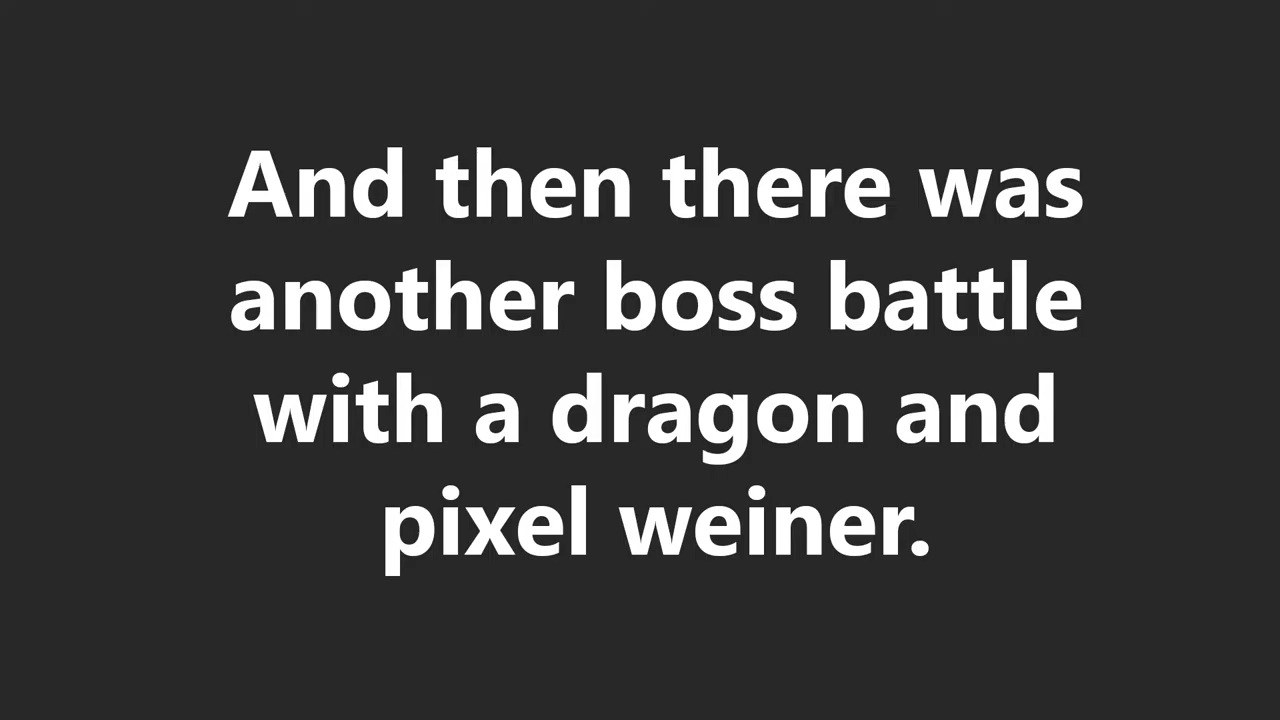 And then there was
another boss battle
with a dragon and
pixel weiner.